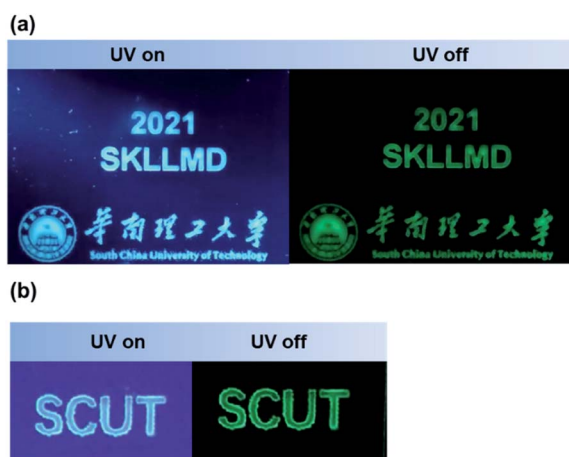 (a)
UV on
UV off
2021
SKLLMD
华南理工大学
South China University of Technology
2021
SKLLMD
华南理工大学
South China University of Technology
(b)
UV on
UV off
SCUT
SCUT